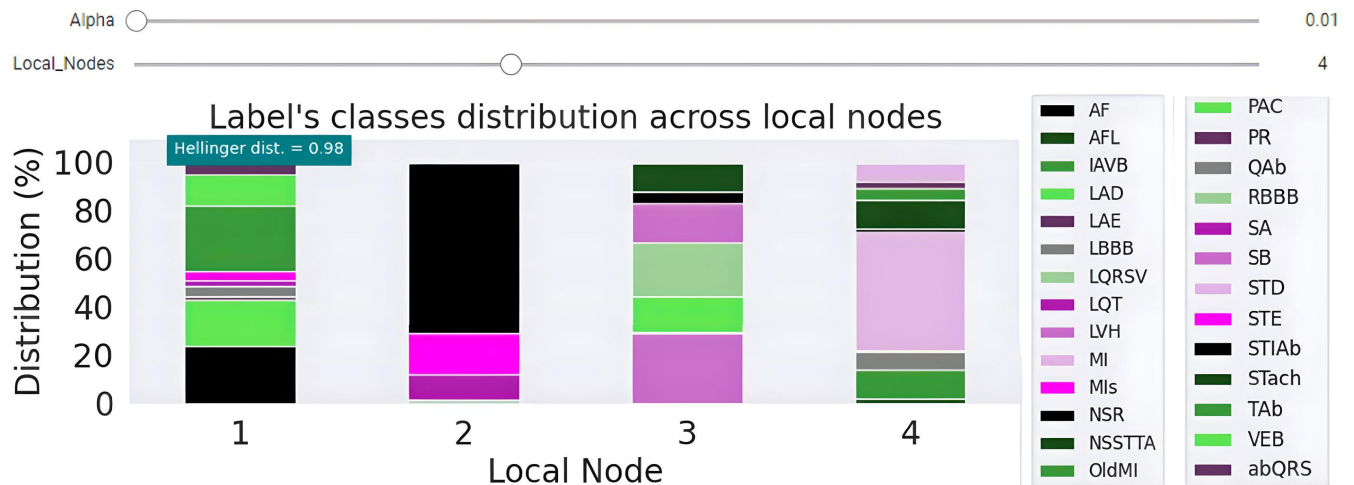 Alpha 0.01
Local_Nodes 4
Label's classes distribution across local nodes
Hellinger dist. = 0.98
Distribution (%)
100
80
60
40
20
0
1 2 3 4
Local Node
AF
AFL
IAVB
LAD
LAE
LBBB
LQRSV
LQT
LVH
MI
MIs
NSR
NSSTTA
OldMI
PAC
PR
QAb
RBBB
SA
SB
STD
STE
STIAb
STach
TAb
VEB
abQRS